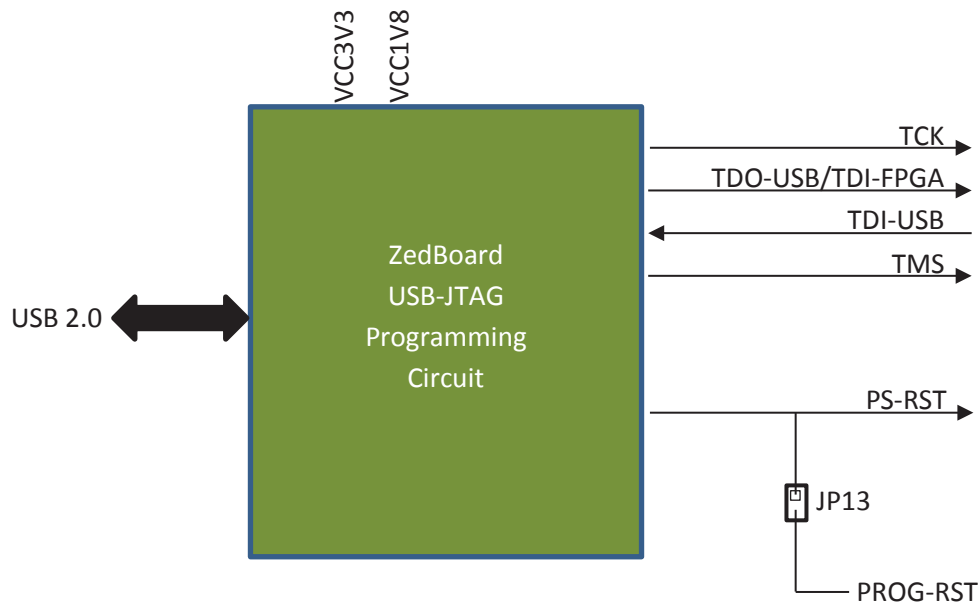 VCC3V3
VCC1V8
TCK
TDO-USB/TDI-FPGA
TDI-USB
TMS
ZedBoard
USB-JTAG
Programming
Circuit
USB 2.0
PS-RST
JP13
PROG-RST